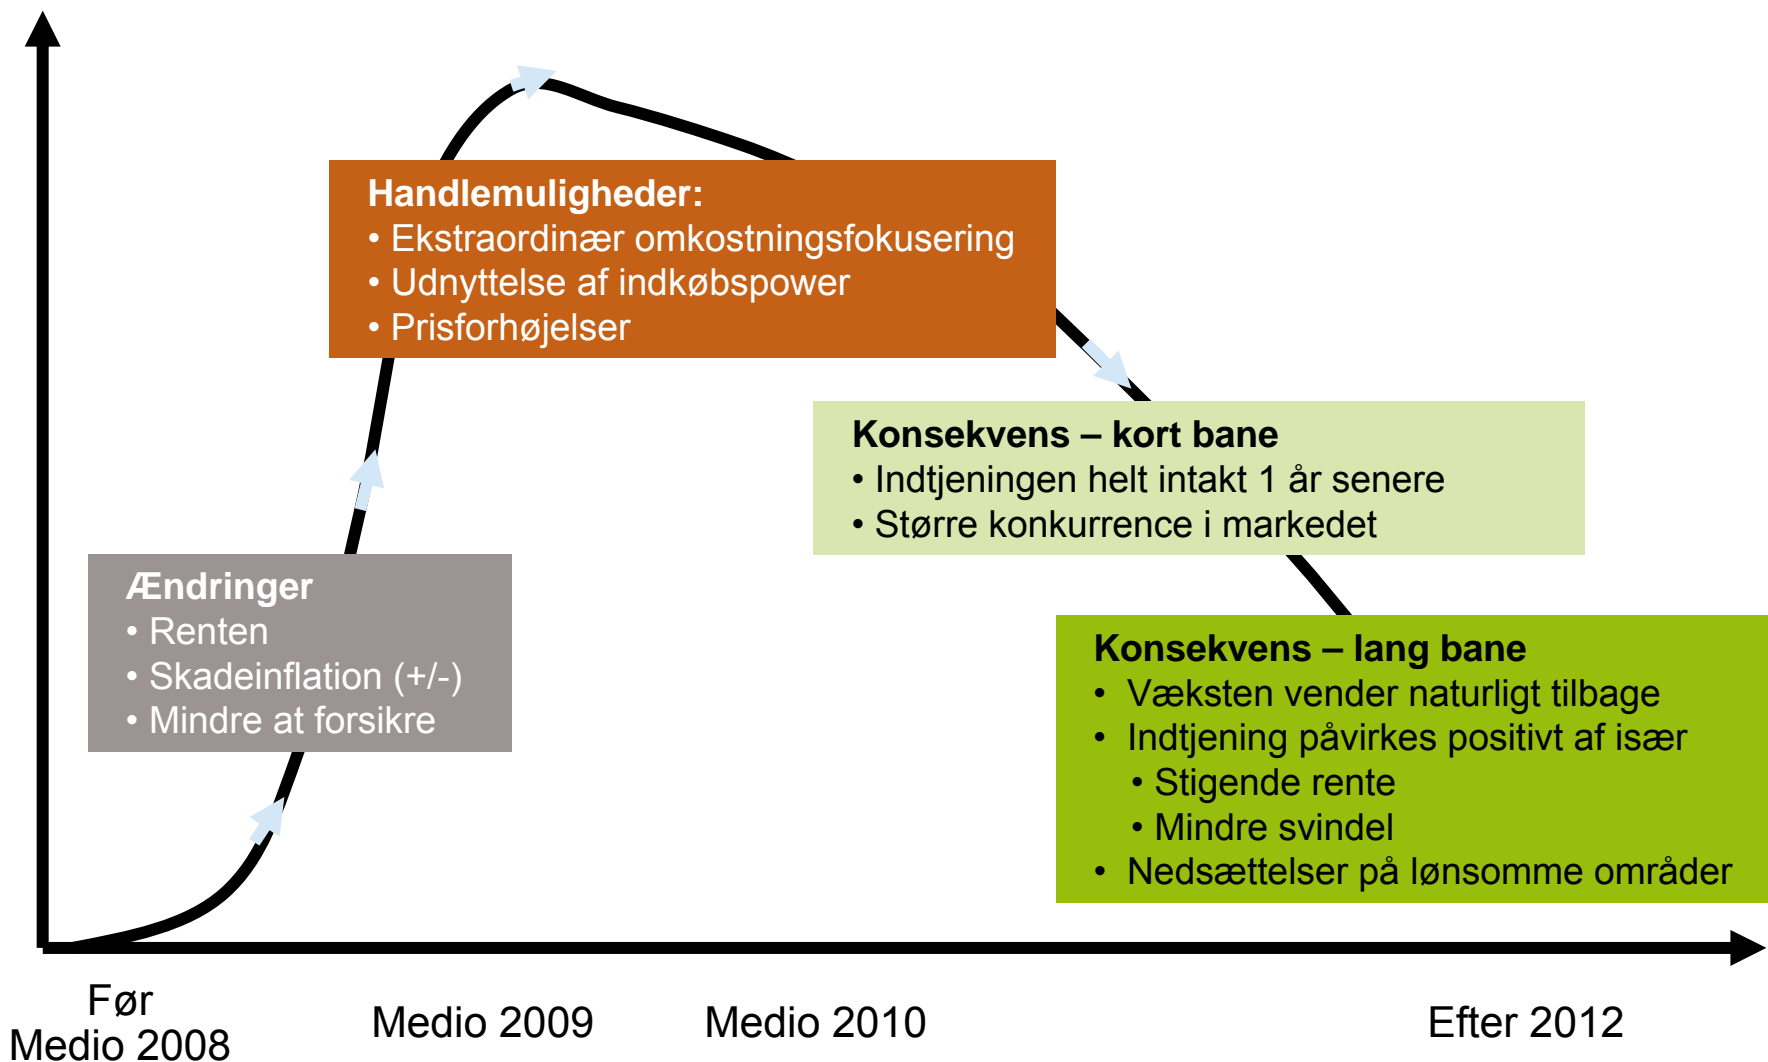 Handlemuligheder:
• Ekstraordinær omkostningsfokusering
• Udnyttelse af indkøbspower
• Prisforhøjelser
Konsekvens – kort bane
• Indtjeningen helt intakt 1 år senere
• Større konkurrence i markedet
Ændringer
• Renten
• Skadeinflation (+/-)
• Mindre at forsikre
Konsekvens – lang bane
• Væksten vender naturligt tilbage
• Indtjening påvirkes positivt af især
• Stigende rente
• Mindre svindel
• Nedsættelser på lønsomme områder
Før
Medio 2008
Medio 2009
Medio 2010
Efter 2012